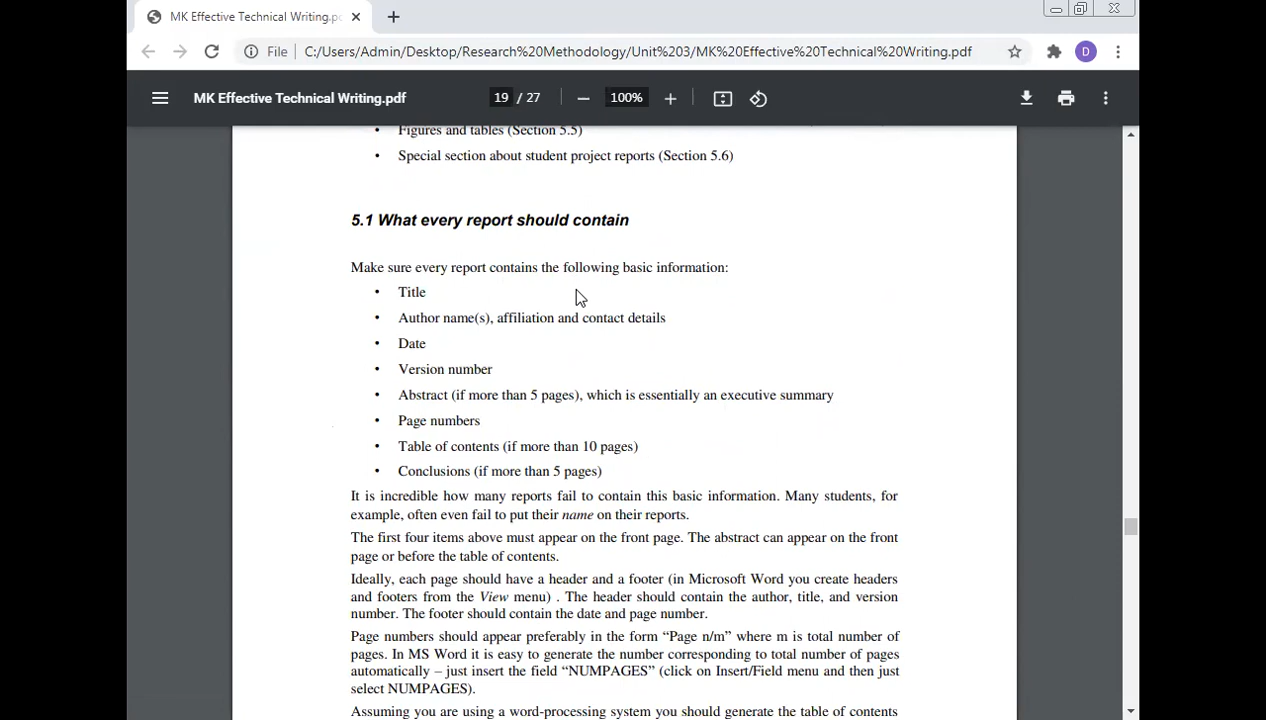 MK Effective Technical Writing.pd
File C:/Users/Admin/Desktop/Research%20Methodology/Unit%203/MK%20Effective%20Technical%20Writing.pdf
D
MK Effective Technical Writing.pdf 19 / 27 100%
• Figures and tables (Section 5.5)
• Special section about student project reports (Section 5.6)
5.1 What every report should contain
Make sure every report contains the following basic information:
• Title
• Author name(s), affiliation and contact details
• Date
• Version number
• Abstract (if more than 5 pages), which is essentially an executive summary
• Page numbers
• Table of contents (if more than 10 pages)
• Conclusions (if more than 5 pages)
It is incredible how many reports fail to contain this basic information. Many students, for
example, often even fail to put their name on their reports.
The first four items above must appear on the front page. The abstract can appear on the front
page or before the table of contents.
Ideally, each page should have a header and a footer (in Microsoft Word you create headers
and footers from the View menu) . The header should contain the author, title, and version
number. The footer should contain the date and page number.
Page numbers should appear preferably in the form “Page n/m” where m is total number of
pages. In MS Word it is easy to generate the number corresponding to total number of pages
automatically – just insert the field “NUMPAGES” (click on Insert/Field menu and then just
select NUMPAGES).
Assuming you are using a word-processing system you should generate the table of contents